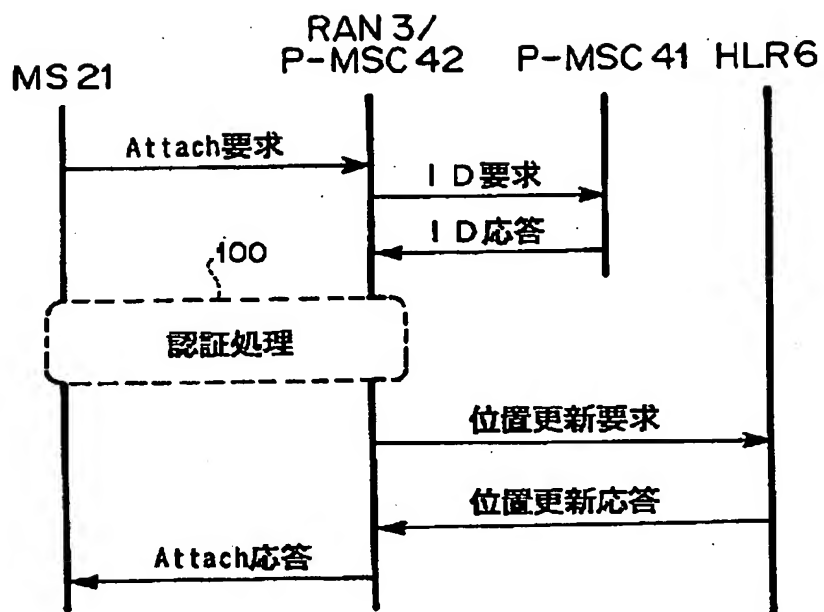 MS 21
RAN 3/
P-MSC 42
P-MSC 41
HLR 6
Attach要求
ID要求
ID応答
100
認証処理
位置更新要求
位置更新応答
Attach応答